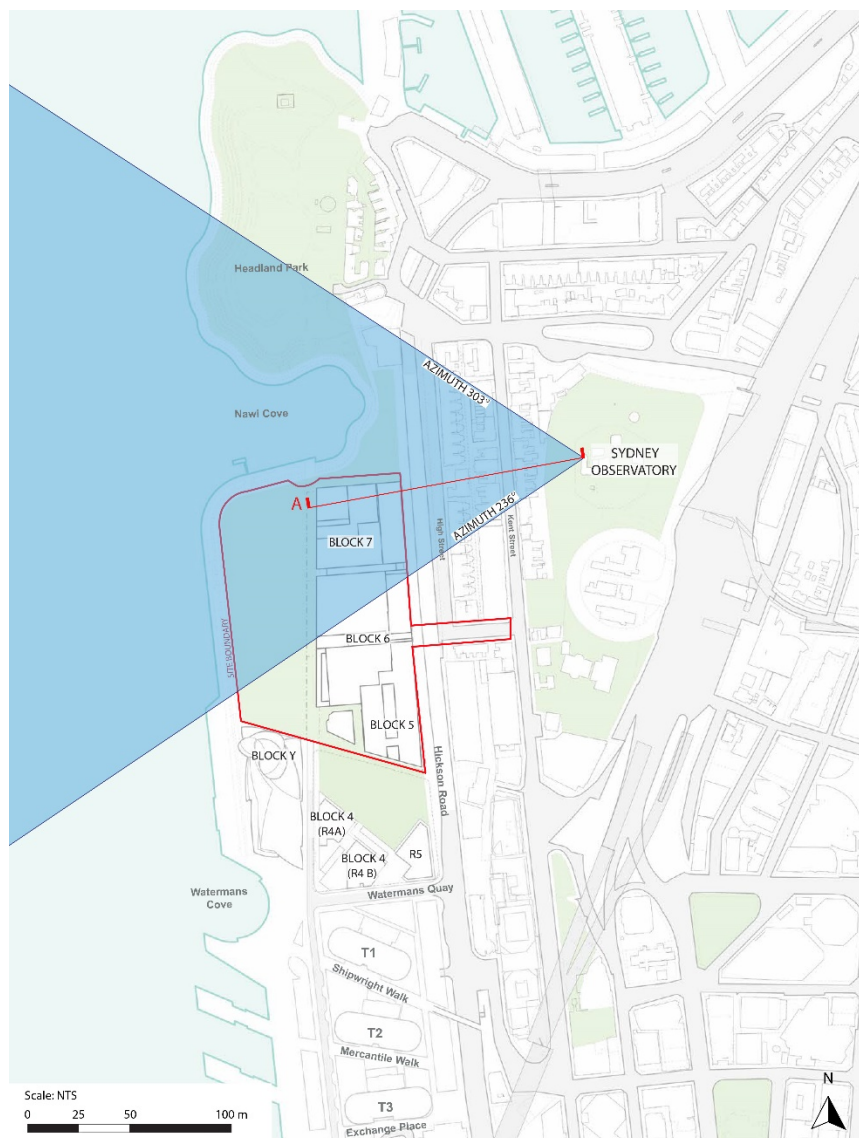 Headland Park
AZIMUTH 303°
Nawi Cove
SYDNEY
OBSERVATORY
A
AZIMUTH 236°
High Street
Kent Street
BLOCK 7
SITE BOUNDARY
BLOCK 6
BLOCK 5
BLOCK Y
Hickson Road
BLOCK 4
(R4A)
BLOCK 4
(R4 B)
R5
Watermans Quay
Watermans
Cove
T1
Shipwright Walk
T2
Mercantile Walk
T3
Exchange Place
Scale: NTS
0 25 50 100 m
N